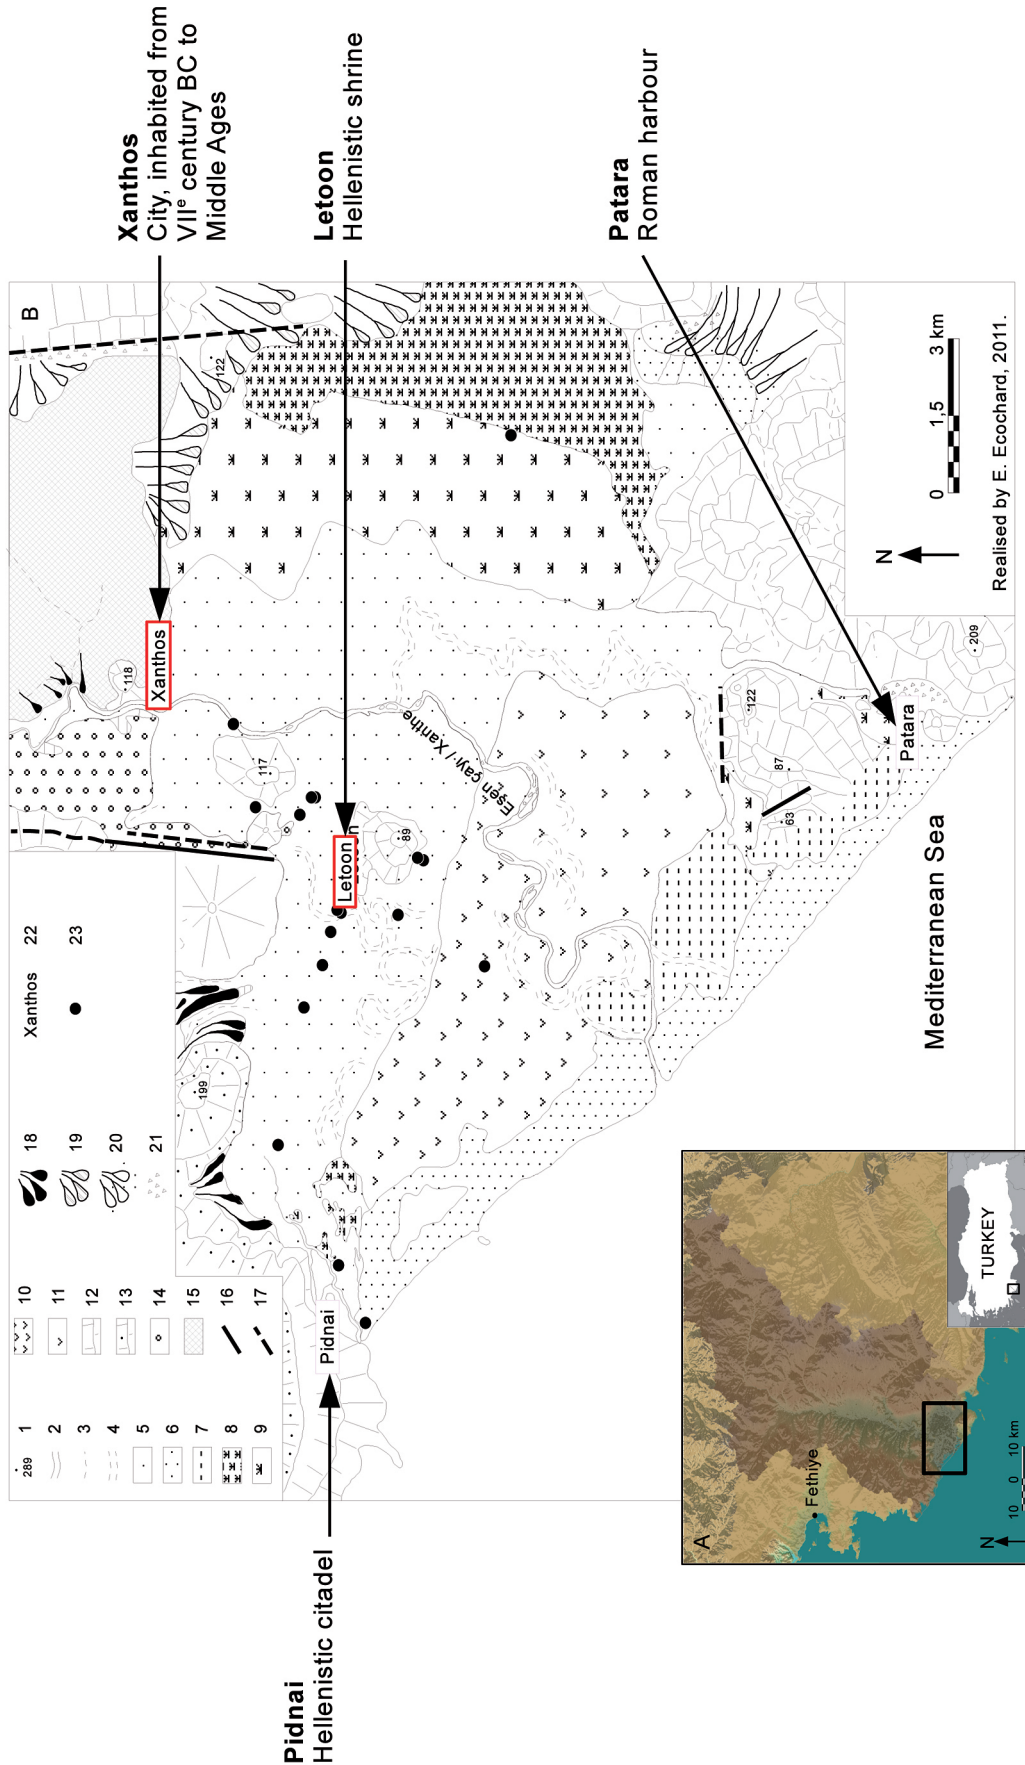 Xanthos
City, inhabited from
VIIᵉ century BC to
Middle Ages
Letoon
Hellenistic shrine
Patara
Roman harbour
Pidnai
Hellenistic citadel
B
289 1
2
3
4
5
6
7
8
9
10
11
12
13
14
15
16
17
18
19
20
21
Xanthos 22
23
199
117
118
122
89
122
87
63
209
Xanthos
Letoon
Pidnai
Patara
Eşen çayı / Xanthe
Mediterranean Sea
N
0 1,5 3 km
Realised by E. Ecochard, 2011.
A
Fethiye
N
10 0 10 km
TURKEY